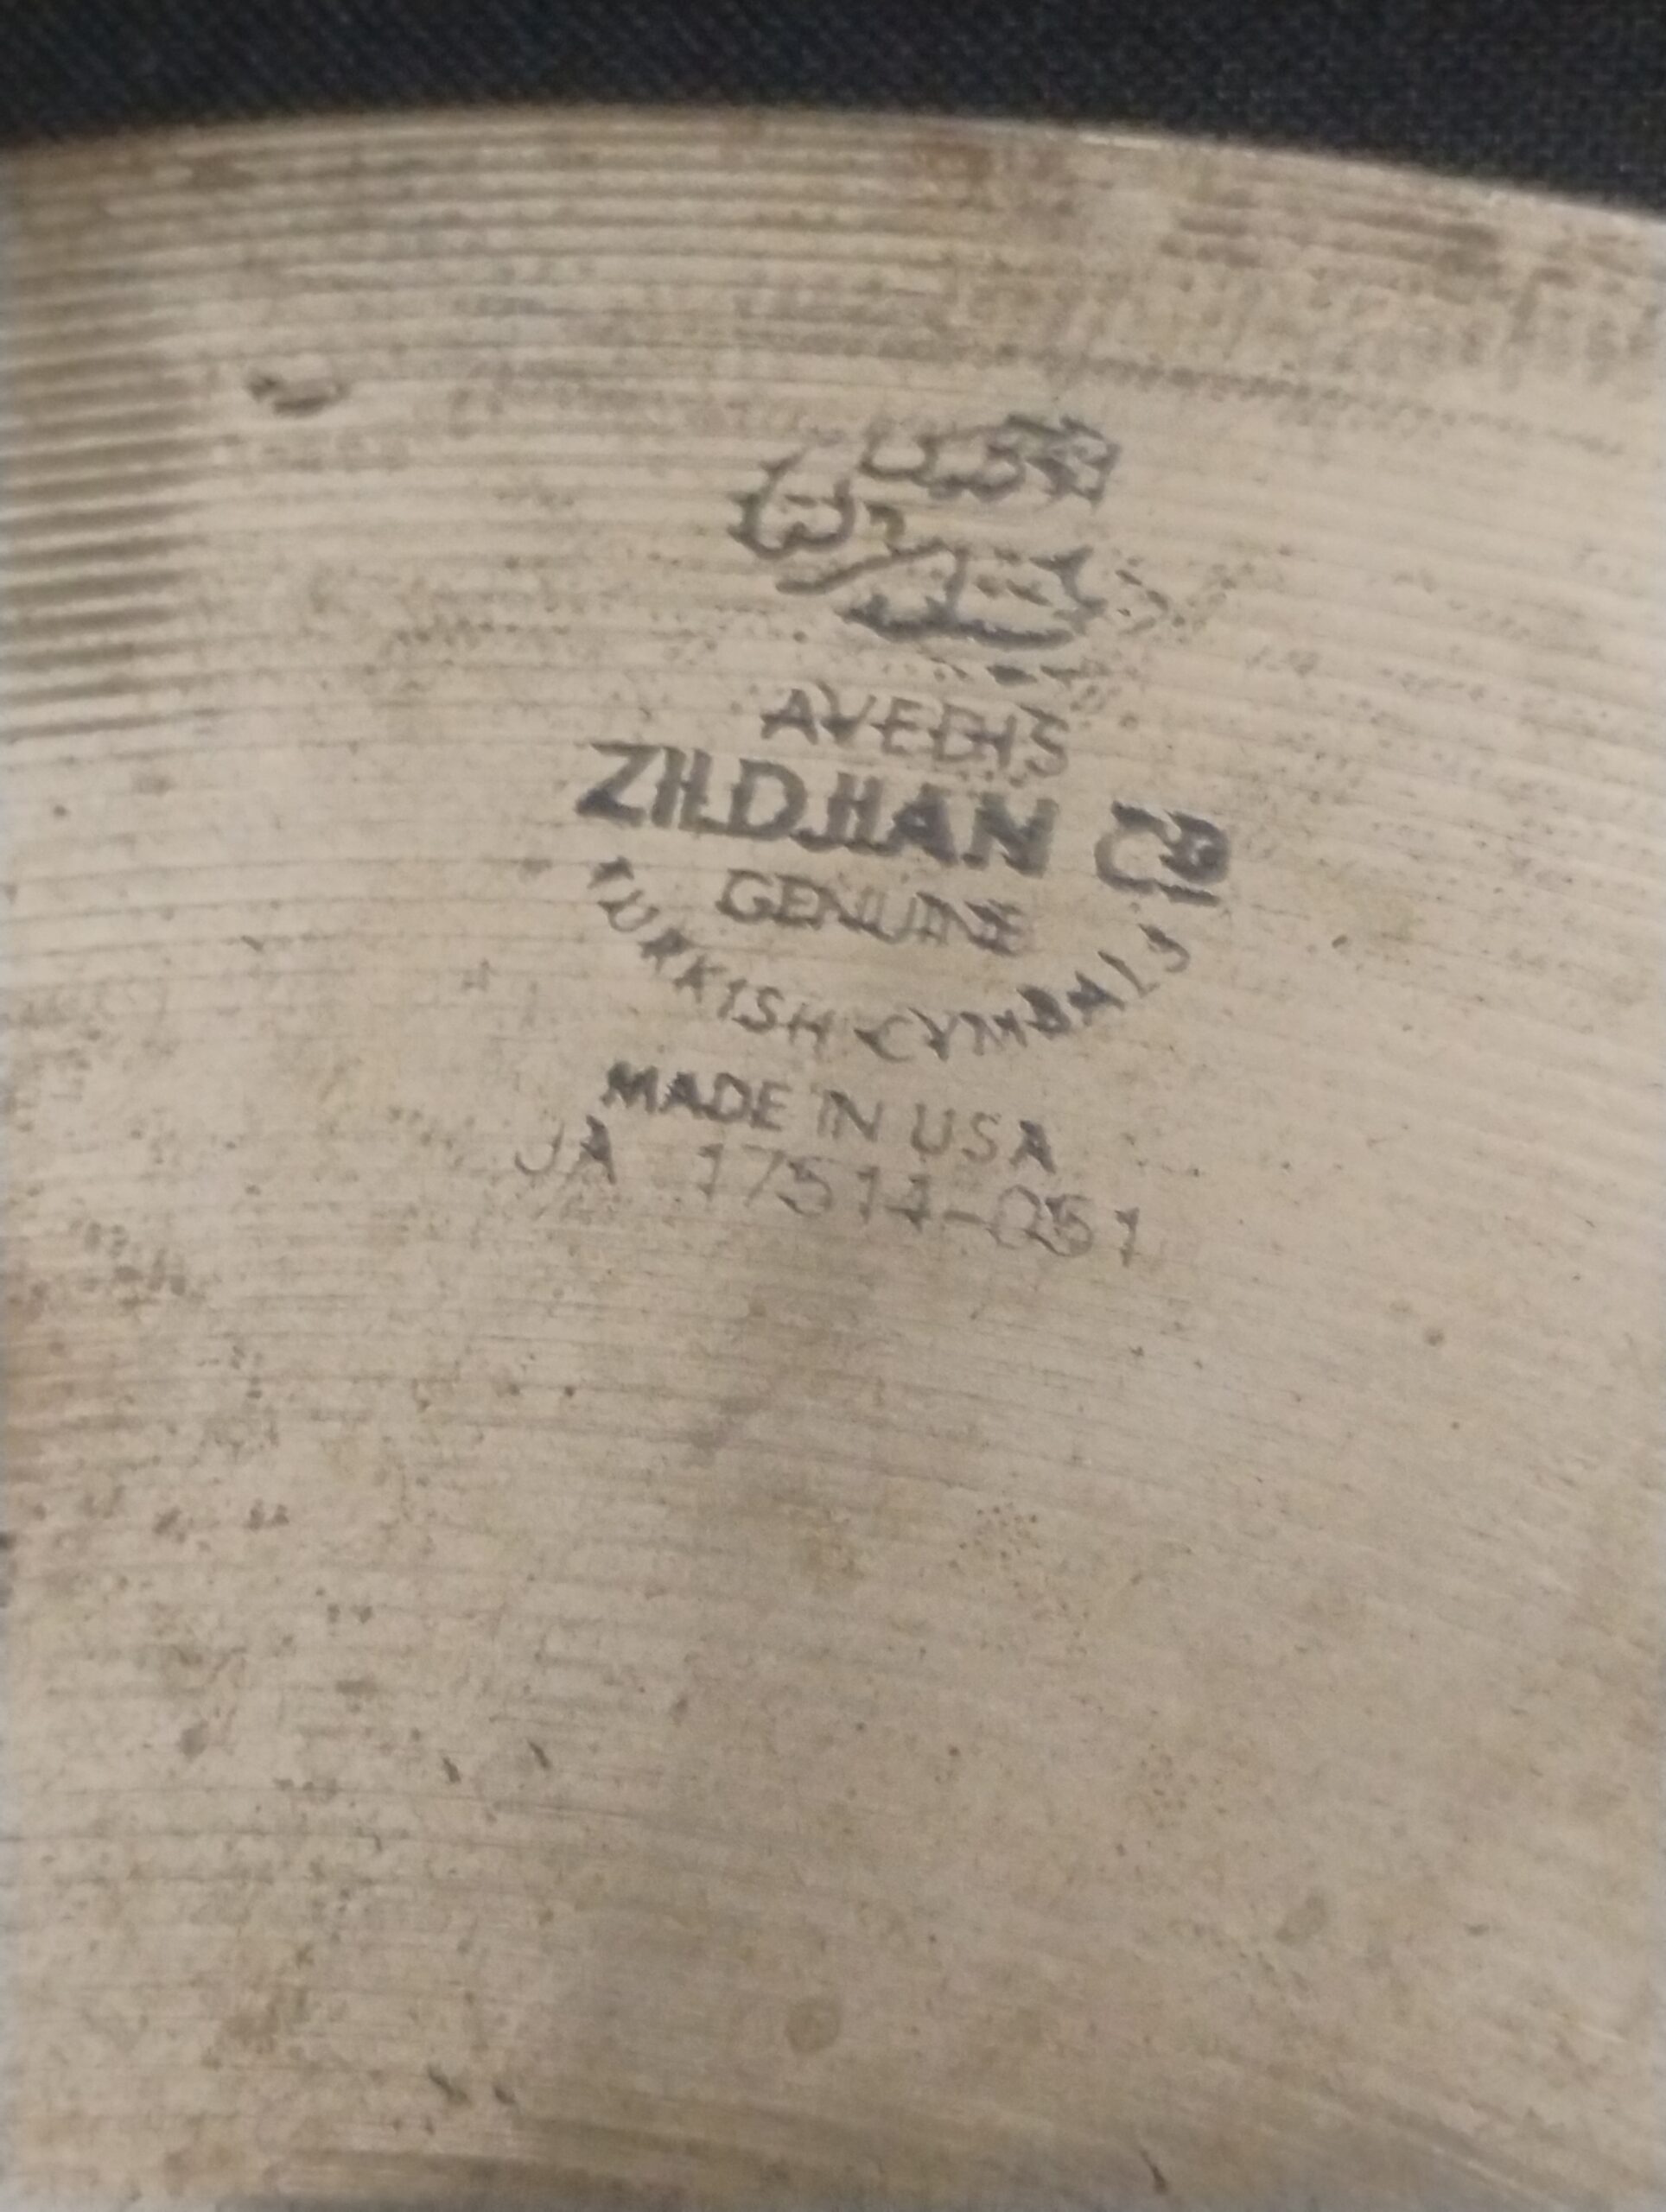 AVEDIS
ZILDJIAN CO
GENUINE
TURKISH CYMBALS
MADE IN USA
JA 17514-051